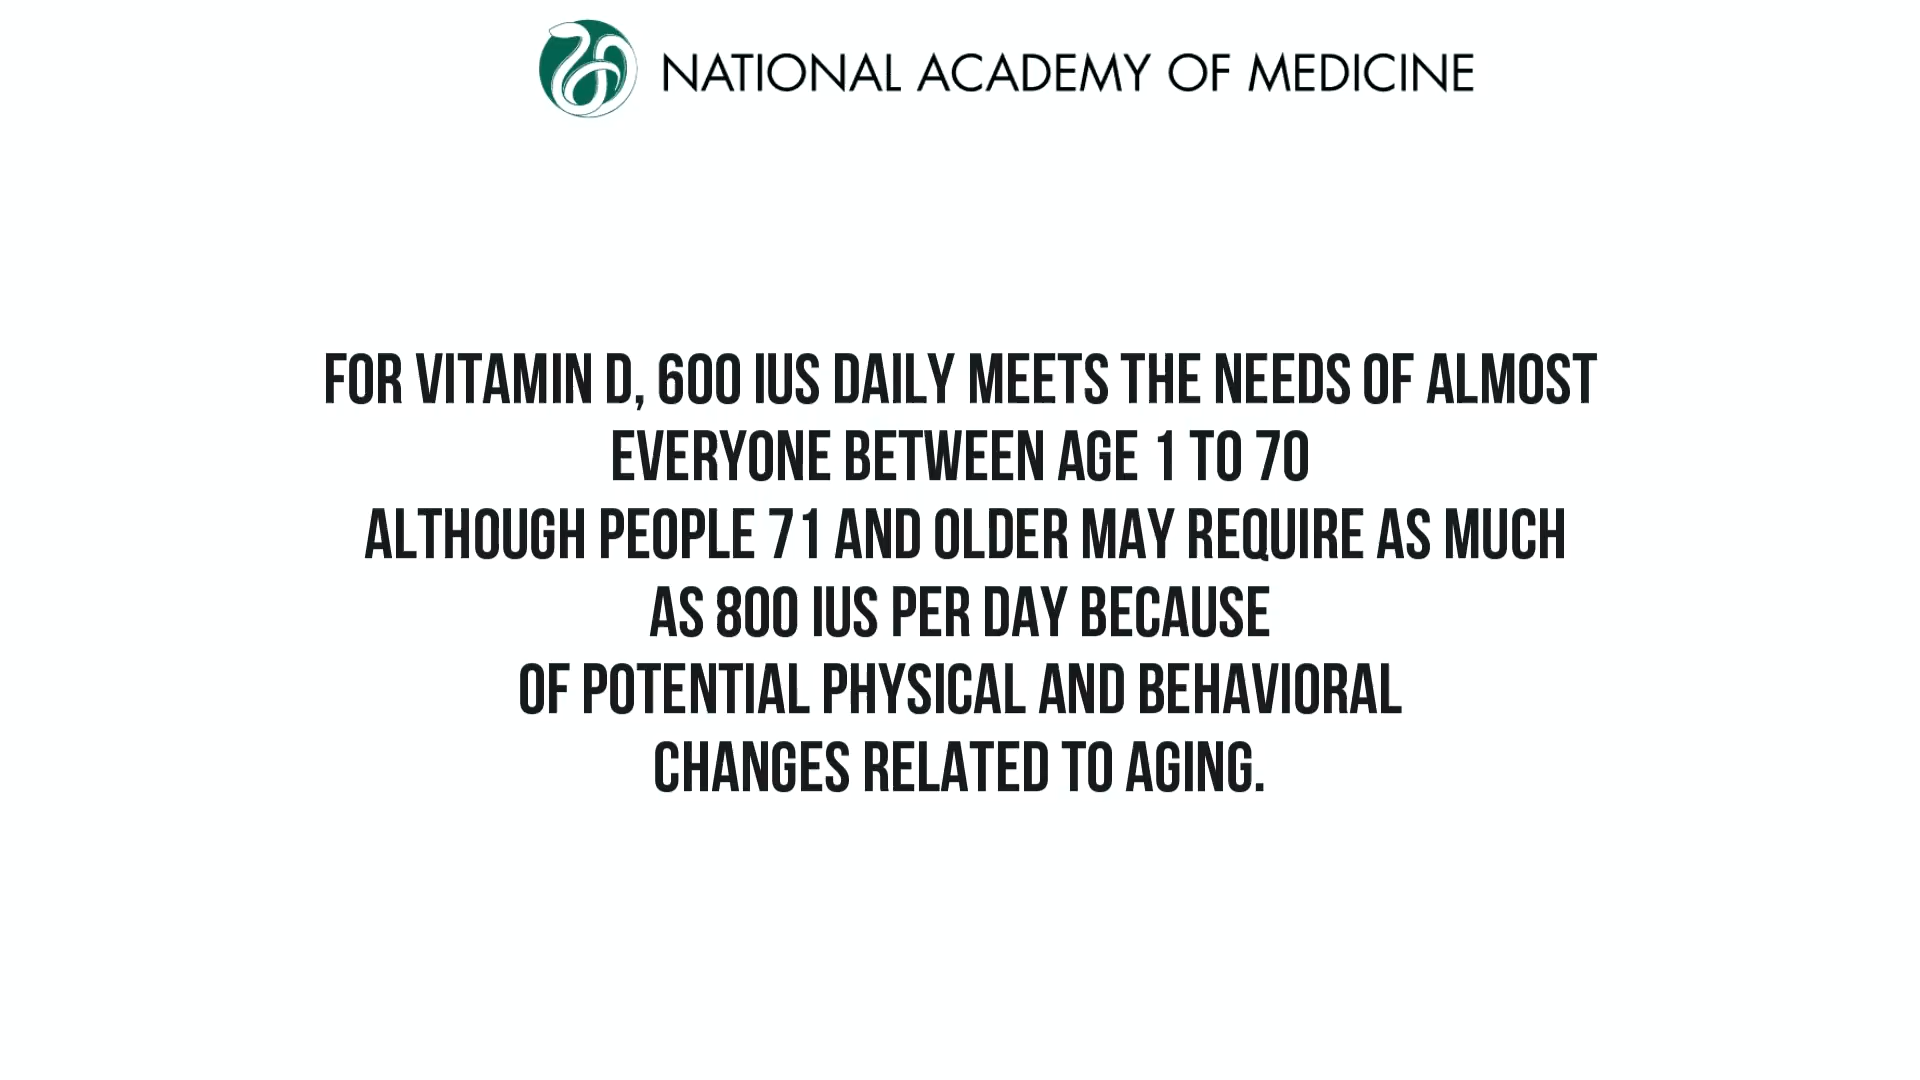 NATIONAL ACADEMY OF MEDICINE
FOR VITAMIN D, 600 IUS DAILY MEETS THE NEEDS OF ALMOST
EVERYONE BETWEEN AGE 1 TO 70
ALTHOUGH PEOPLE 71 AND OLDER MAY REQUIRE AS MUCH
AS 800 IUS PER DAY BECAUSE
OF POTENTIAL PHYSICAL AND BEHAVIORAL
CHANGES RELATED TO AGING.